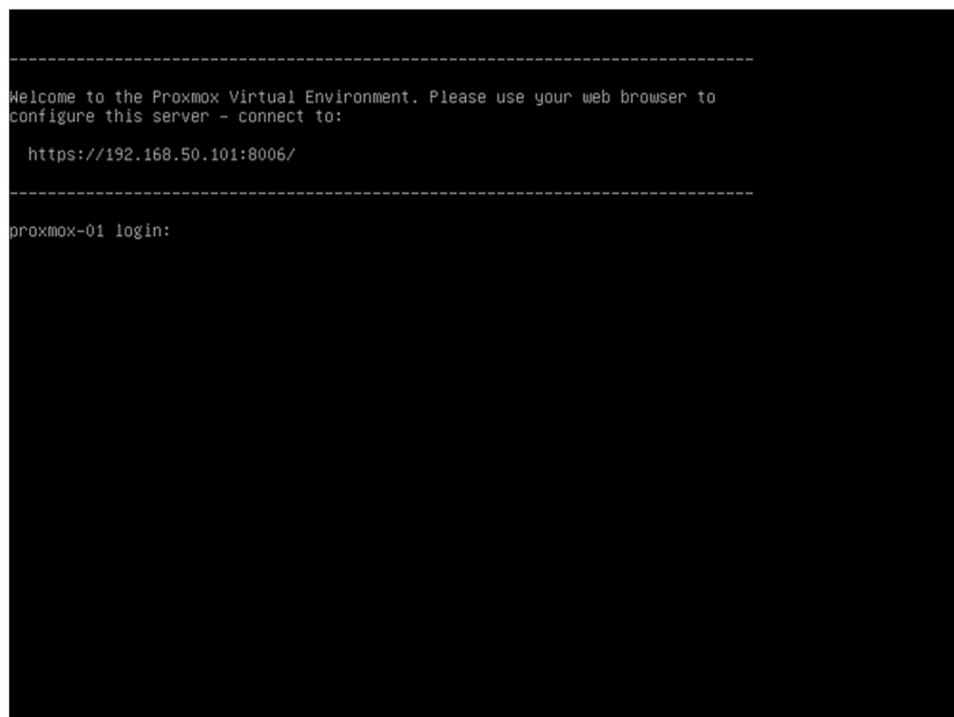 ------------------------------------------------------------------------------
Welcome to the Proxmox Virtual Environment. Please use your web browser to
configure this server - connect to:
https://192.168.50.101:8006/
------------------------------------------------------------------------------
proxmox-01 login: